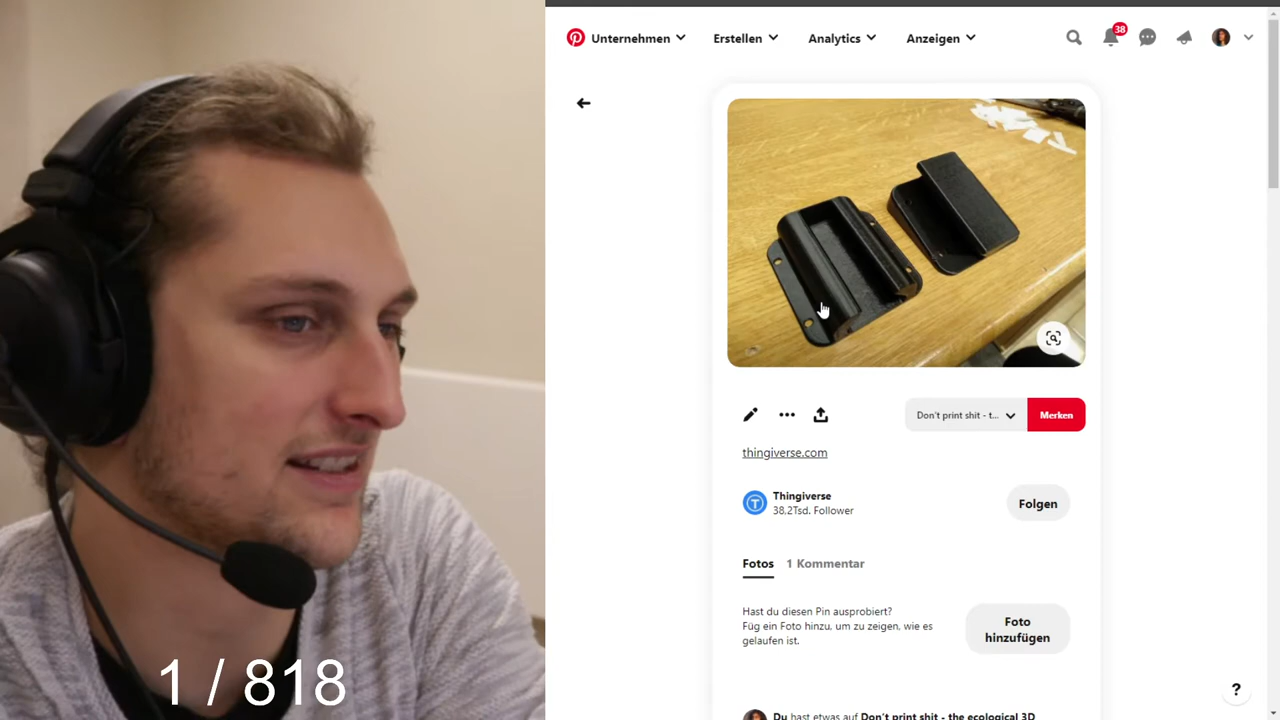 Unternehmen
Erstellen
Analytics
Anzeigen
38
Don't print shit - t...
Merken
thingiverse.com
T
Thingiverse
38,2Tsd. Follower
Folgen
Fotos
1 Kommentar
Hast du diesen Pin ausprobiert?
Füg ein Foto hinzu, um zu zeigen, wie es
gelaufen ist.
Foto
hinzufügen
Du hast etwas auf Don't print shit - the ecological 3D
?
1 / 818